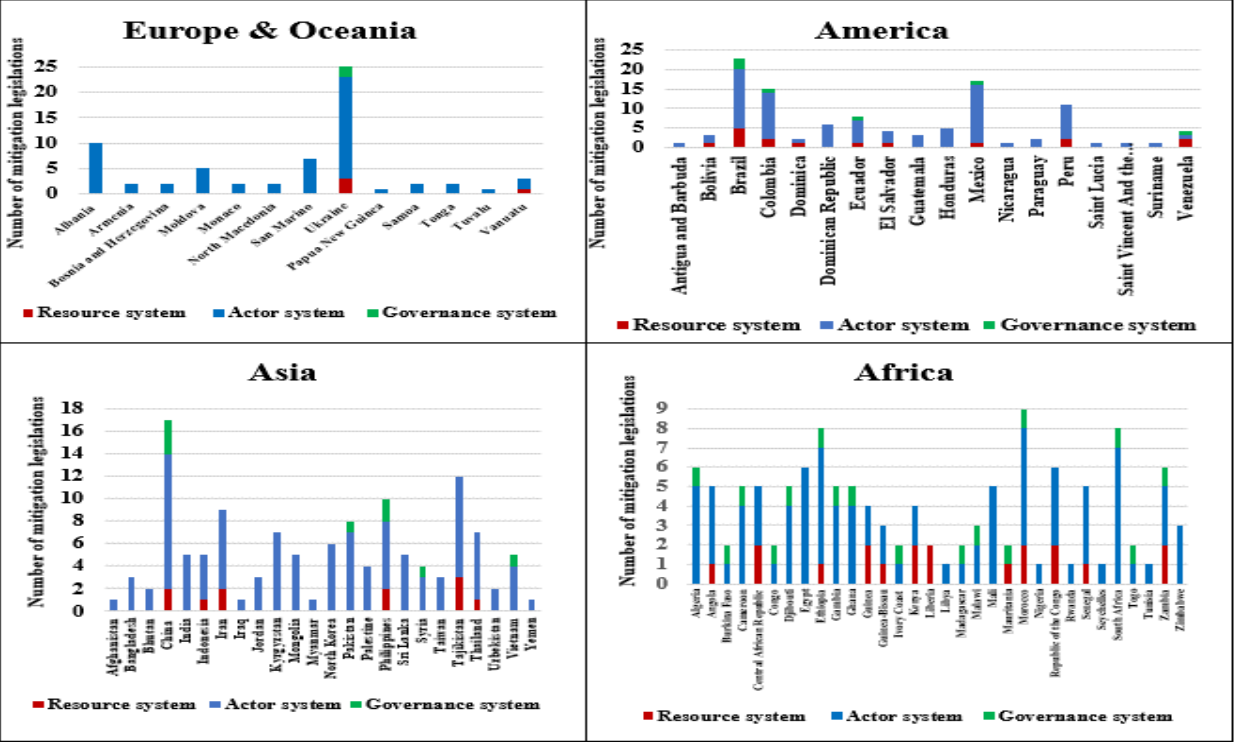 Europe & Oceania
Number of mitigation legislations
25
20
15
10
5
0
Albania
Armenia
Bosnia and Herzegovina
Moldova
Monaco
North Macedonia
San Marino
Ukraine
Papua New Guinea
Samoa
Tonga
Tuvalu
Vanuatu
Resource system Actor system Governance system
America
Number of mitigation legislations
25
20
15
10
5
0
Antigua and Barbuda
Bolivia
Brazil
Colombia
Dominica
Dominican Republic
Ecuador
El Salvador
Guatemala
Honduras
Mexico
Nicaragua
Paraguay
Peru
Saint Lucia
Saint Vincent And the...
Suriname
Venezuela
Resource system Actor system Governance system
Asia
Number of mitigation legislations
18
16
14
12
10
8
6
4
2
0
Afghanistan
Bangladesh
Bhutan
China
India
Indonesia
Iran
Iraq
Jordan
Kyrgyzstan
Mongolia
Myanmar
North Korea
Pakistan
Palestine
Philippines
Sri Lanka
Syria
Taiwan
Tajikistan
Thailand
Uzbekistan
Vietnam
Yemen
Resource system Actor system Governance system
Africa
Number of mitigation legislations
9
8
7
6
5
4
3
2
1
0
Algeria
Angola
Burkina Faso
Cameroon
Central African Republic
Congo
Djibouti
Egypt
Ethiopia
Gambia
Ghana
Guinea
Guinea-Bissau
Ivory Coast
Kenya
Liberia
Libya
Madagascar
Malawi
Mali
Mauritania
Morocco
Nigeria
Republic of the Congo
Rwanda
Senegal
Seychelles
South Africa
Togo
Tunisia
Zambia
Zimbabwe
Resource system Actor system Governance system